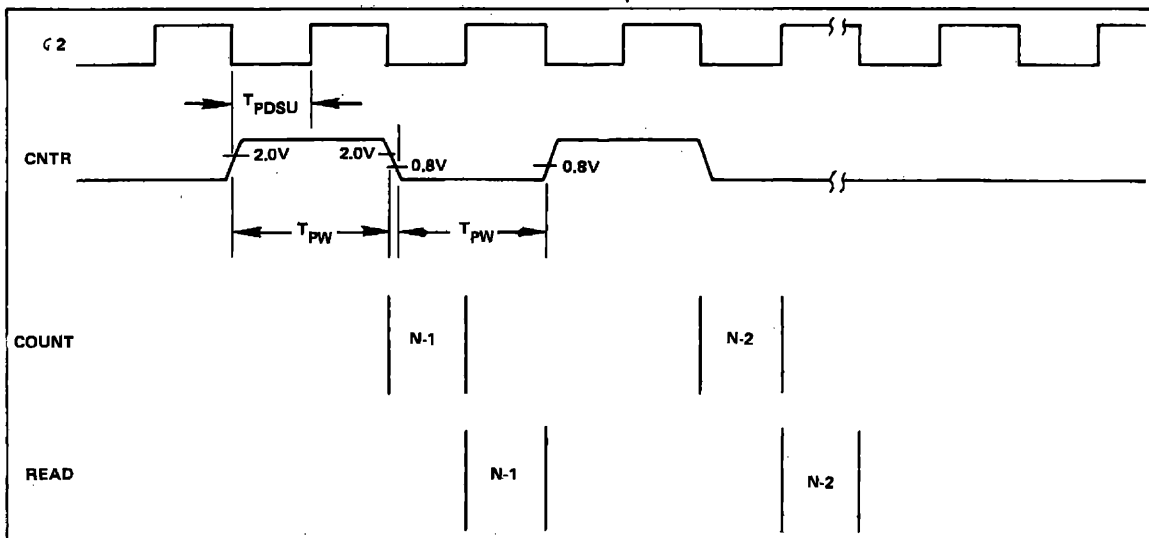 ϕ2
T_PDSU
CNTR
2.0V
2.0V
0.8V
0.8V
T_PW
T_PW
COUNT
N-1
N-2
READ
N-1
N-2